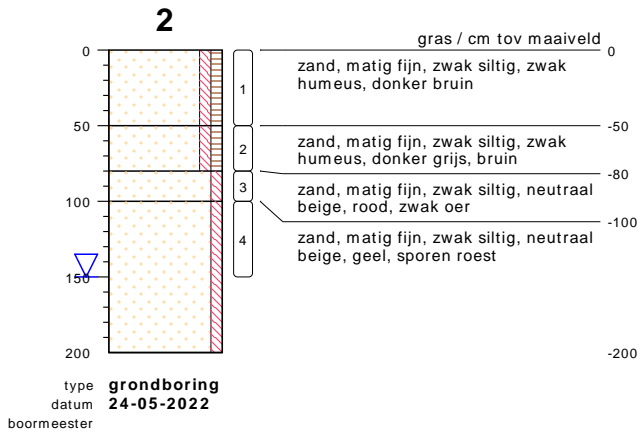 2
gras / cm tov maaiveld
0
0
zand, matig fijn, zwak siltig, zwak
humeus, donker bruin
1
50
-50
zand, matig fijn, zwak siltig, zwak
humeus, donker grijs, bruin
2
-80
zand, matig fijn, zwak siltig, neutraal
beige, rood, zwak oer
3
100
-100
zand, matig fijn, zwak siltig, neutraal
beige, geel, sporen roest
4
150
200
-200
type grondboring
datum 24-05-2022
boormeester